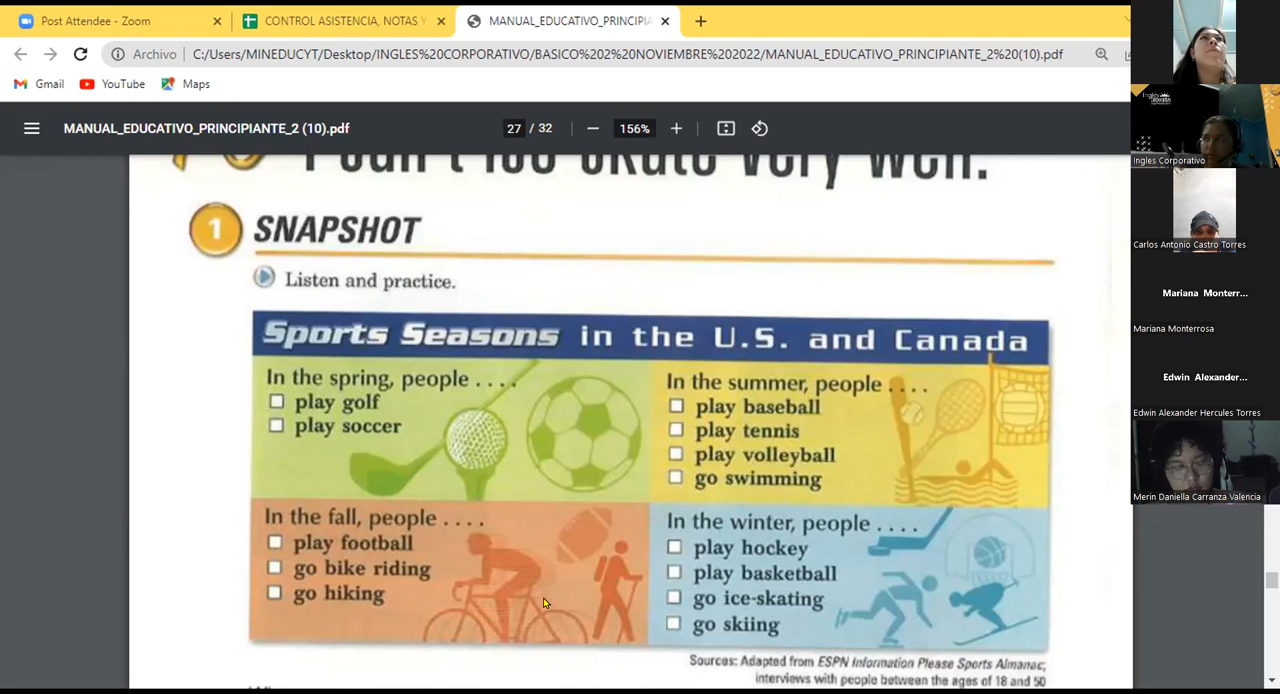 Post Attendee - Zoom
CONTROL ASISTENCIA, NOTAS Y
MANUAL_EDUCATIVO_PRINCIPIA
Archivo
C:/Users/MINEDUCYT/Desktop/INGLES%20CORPORATIVO/BASICO%202%20NOVIEMBRE%202022/MANUAL_EDUCATIVO_PRINCIPIANTE_2%20(10).pdf
Gmail
YouTube
Maps
MANUAL_EDUCATIVO_PRINCIPIANTE_2 (10).pdf
27 / 32
156%
I can't ice-skate very well.
1 SNAPSHOT
Listen and practice.
Sports Seasons in the U.S. and Canada
In the spring, people . . . .
play golf
play soccer
In the summer, people . . . .
play baseball
play tennis
play volleyball
go swimming
In the fall, people . . . .
play football
go bike riding
go hiking
In the winter, people . . . .
play hockey
play basketball
go ice-skating
go skiing
Sources: Adapted from ESPN Information Please Sports Almanac;
interviews with people between the ages of 18 and 50
Ingles Corporativo
Carlos Antonio Castro Torres
Mariana Monterr...
Mariana Monterrosa
Edwin Alexander...
Edwin Alexander Hercules Torres
Merin Daniella Carranza Valencia